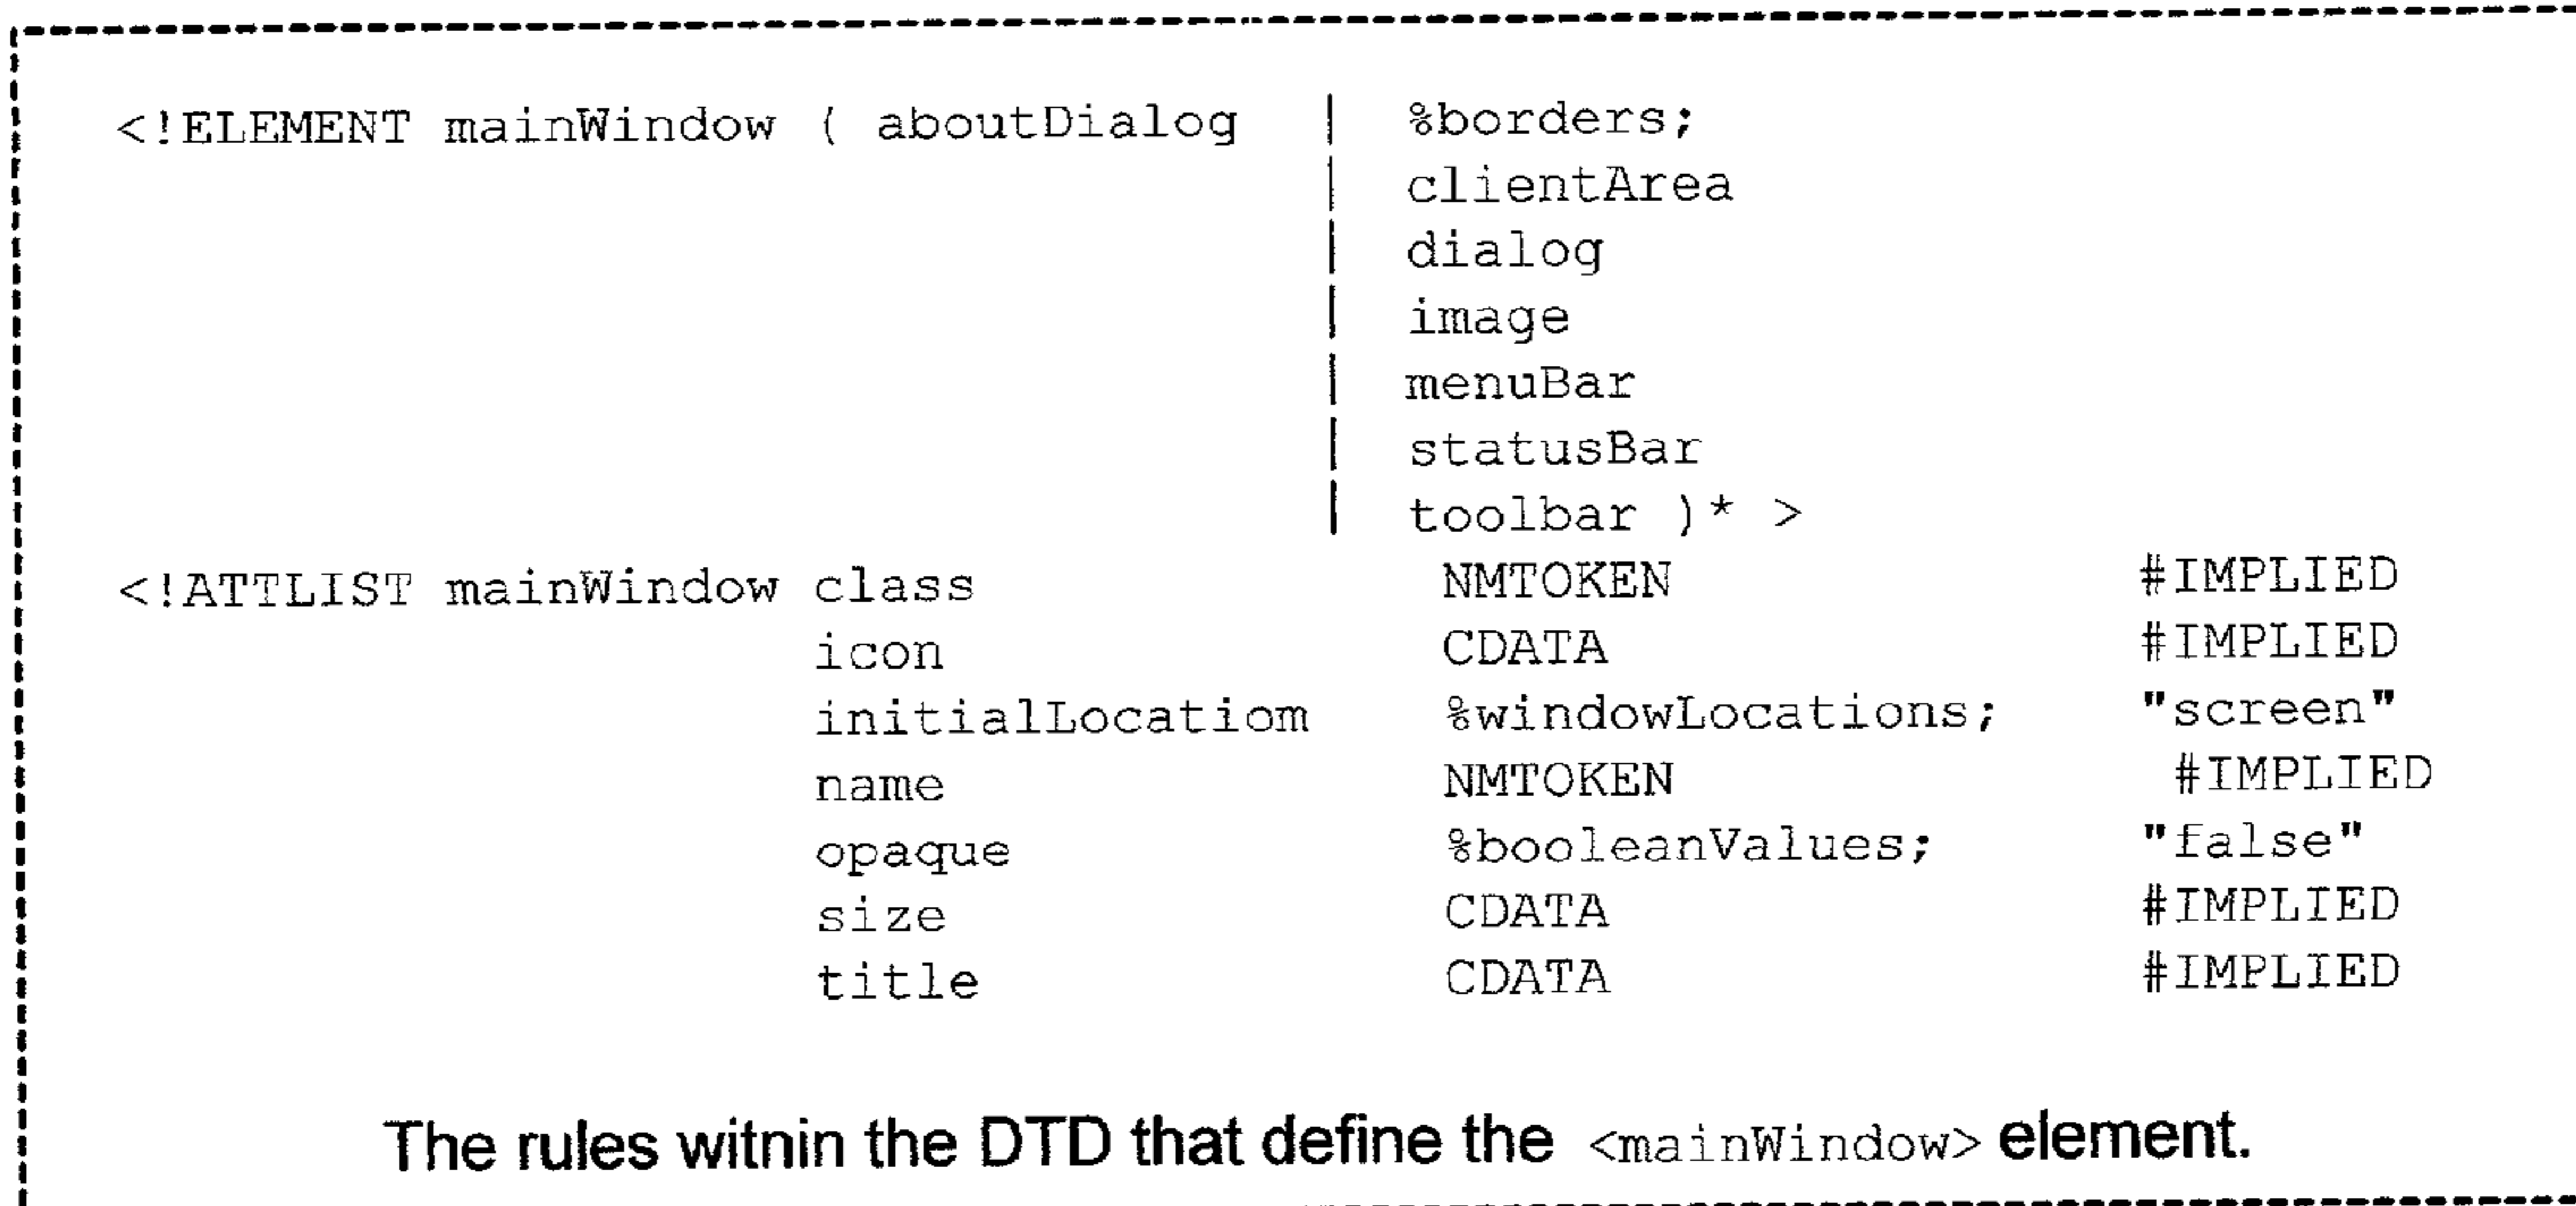 <!ELEMENT mainWindow ( aboutDialog | %borders;
| clientArea
| dialog
| image
| menuBar
| statusBar
| toolbar )* >
<!ATTLIST mainWindow class NMTOKEN #IMPLIED
icon CDATA #IMPLIED
initialLocatiom %windowLocations; "screen"
name NMTOKEN #IMPLIED
opaque %booleanValues; "false"
size CDATA #IMPLIED
title CDATA #IMPLIED
The rules witnin the DTD that define the <mainWindow> element.